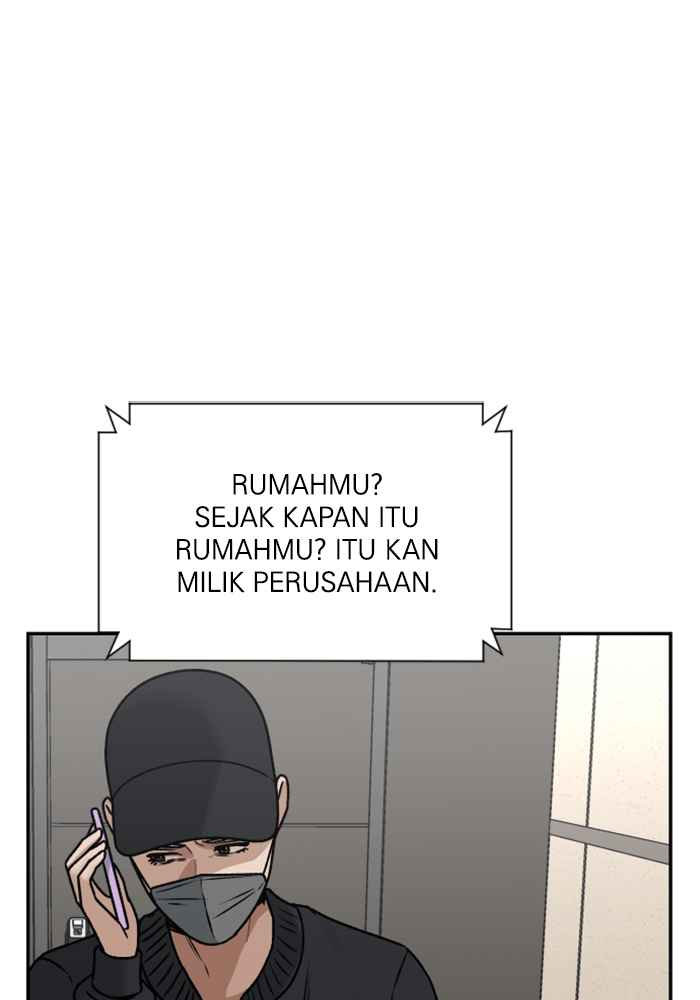 RUMAHMU?
SEJAK KAPAN ITU
RUMAHMU? ITU KAN
MILIK PERUSAHAAN.